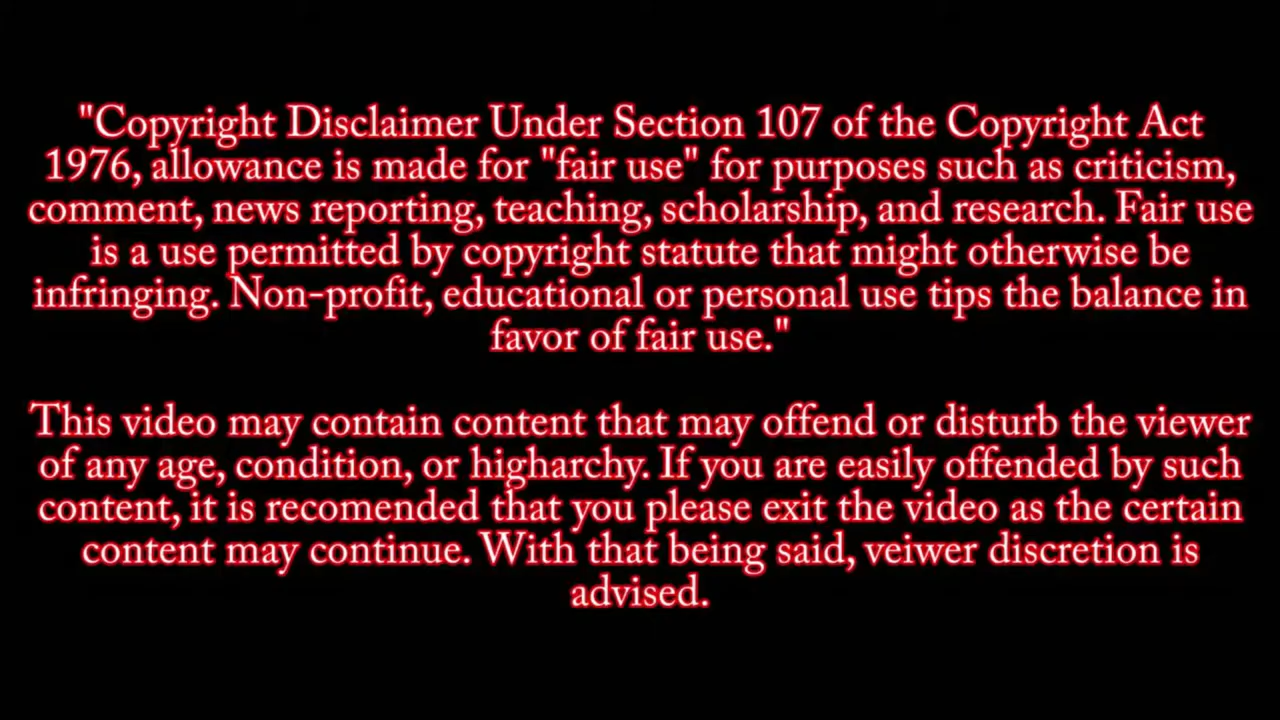 "Copyright Disclaimer Under Section 107 of the Copyright Act
1976, allowance is made for "fair use" for purposes such as criticism,
comment, news reporting, teaching, scholarship, and research. Fair use
is a use permitted by copyright statute that might otherwise be
infringing. Non-profit, educational or personal use tips the balance in
favor of fair use."
This video may contain content that may offend or disturb the viewer
of any age, condition, or higharchy. If you are easily offended by such
content, it is recomended that you please exit the video as the certain
content may continue. With that being said, veiwer discretion is
advised.